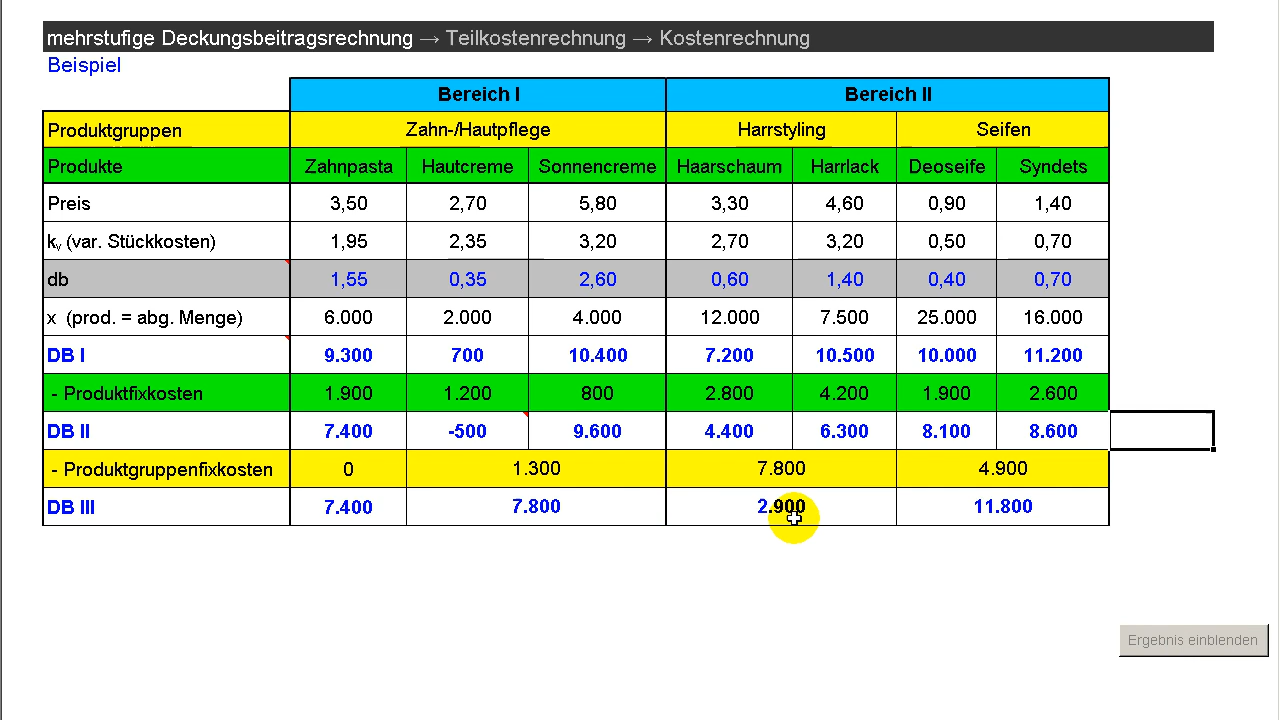 mehrstufige Deckungsbeitragsrechnung → Teilkostenrechnung → Kostenrechnung
Beispiel
Bereich I Bereich II
Produktgruppen Zahn-/Hautpflege Harrstyling Seifen
Produkte Zahnpasta Hautcreme Sonnencreme Haarschaum Harrlack Deoseife Syndets
Preis 3,50 2,70 5,80 3,30 4,60 0,90 1,40
kv (var. Stückkosten) 1,95 2,35 3,20 2,70 3,20 0,50 0,70
db 1,55 0,35 2,60 0,60 1,40 0,40 0,70
x (prod. = abg. Menge) 6.000 2.000 4.000 12.000 7.500 25.000 16.000
DB I 9.300 700 10.400 7.200 10.500 10.000 11.200
- Produktfixkosten 1.900 1.200 800 2.800 4.200 1.900 2.600
DB II 7.400 -500 9.600 4.400 6.300 8.100 8.600
- Produktgruppenfixkosten 0 1.300 7.800 4.900
DB III 7.400 7.800 2.900 11.800
Ergebnis einblenden